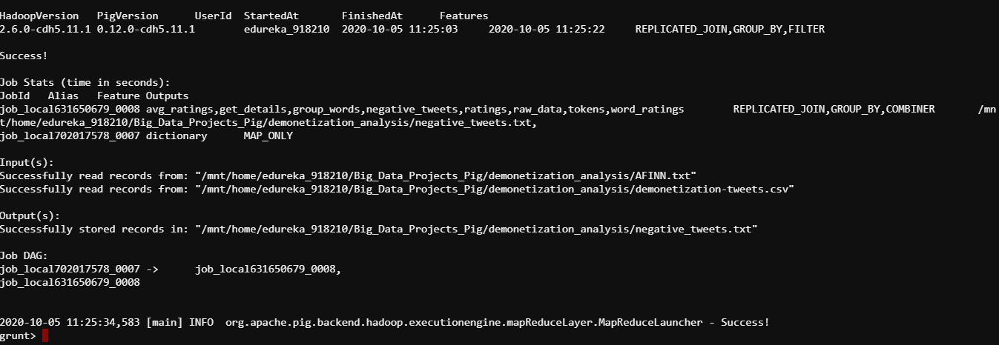 HadoopVersion PigVersion UserId StartedAt FinishedAt Features
2.6.0-cdh5.11.1 0.12.0-cdh5.11.1 edureka_918210 2020-10-05 11:25:03 2020-10-05 11:25:22 REPLICATED_JOIN,GROUP_BY,FILTER
Success!
Job Stats (time in seconds):
JobId Alias Feature Outputs
job_local631650679_0008 avg_ratings,get_details,group_words,negative_tweets,ratings,raw_data,tokens,word_ratings REPLICATED_JOIN,GROUP_BY,COMBINER /mn
t/home/edureka_918210/Big_Data_Projects_Pig/demonetization_analysis/negative_tweets.txt,
job_local702017578_0007 dictionary MAP_ONLY
Input(s):
Successfully read records from: "/mnt/home/edureka_918210/Big_Data_Projects_Pig/demonetization_analysis/AFINN.txt"
Successfully read records from: "/mnt/home/edureka_918210/Big_Data_Projects_Pig/demonetization_analysis/demonetization-tweets.csv"
Output(s):
Successfully stored records in: "/mnt/home/edureka_918210/Big_Data_Projects_Pig/demonetization_analysis/negative_tweets.txt"
Job DAG:
job_local702017578_0007 -> job_local631650679_0008,
job_local631650679_0008
2020-10-05 11:25:34,583 [main] INFO org.apache.pig.backend.hadoop.executionengine.mapReduceLayer.MapReduceLauncher - Success!
grunt>